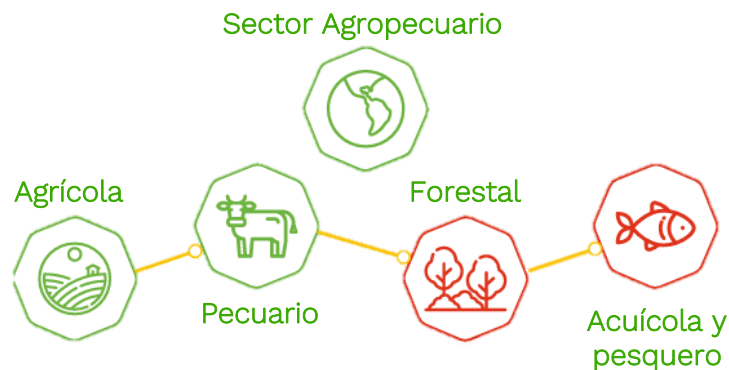 Sector Agropecuario
Agrícola
Forestal
Pecuario
Acuícola y
pesquero